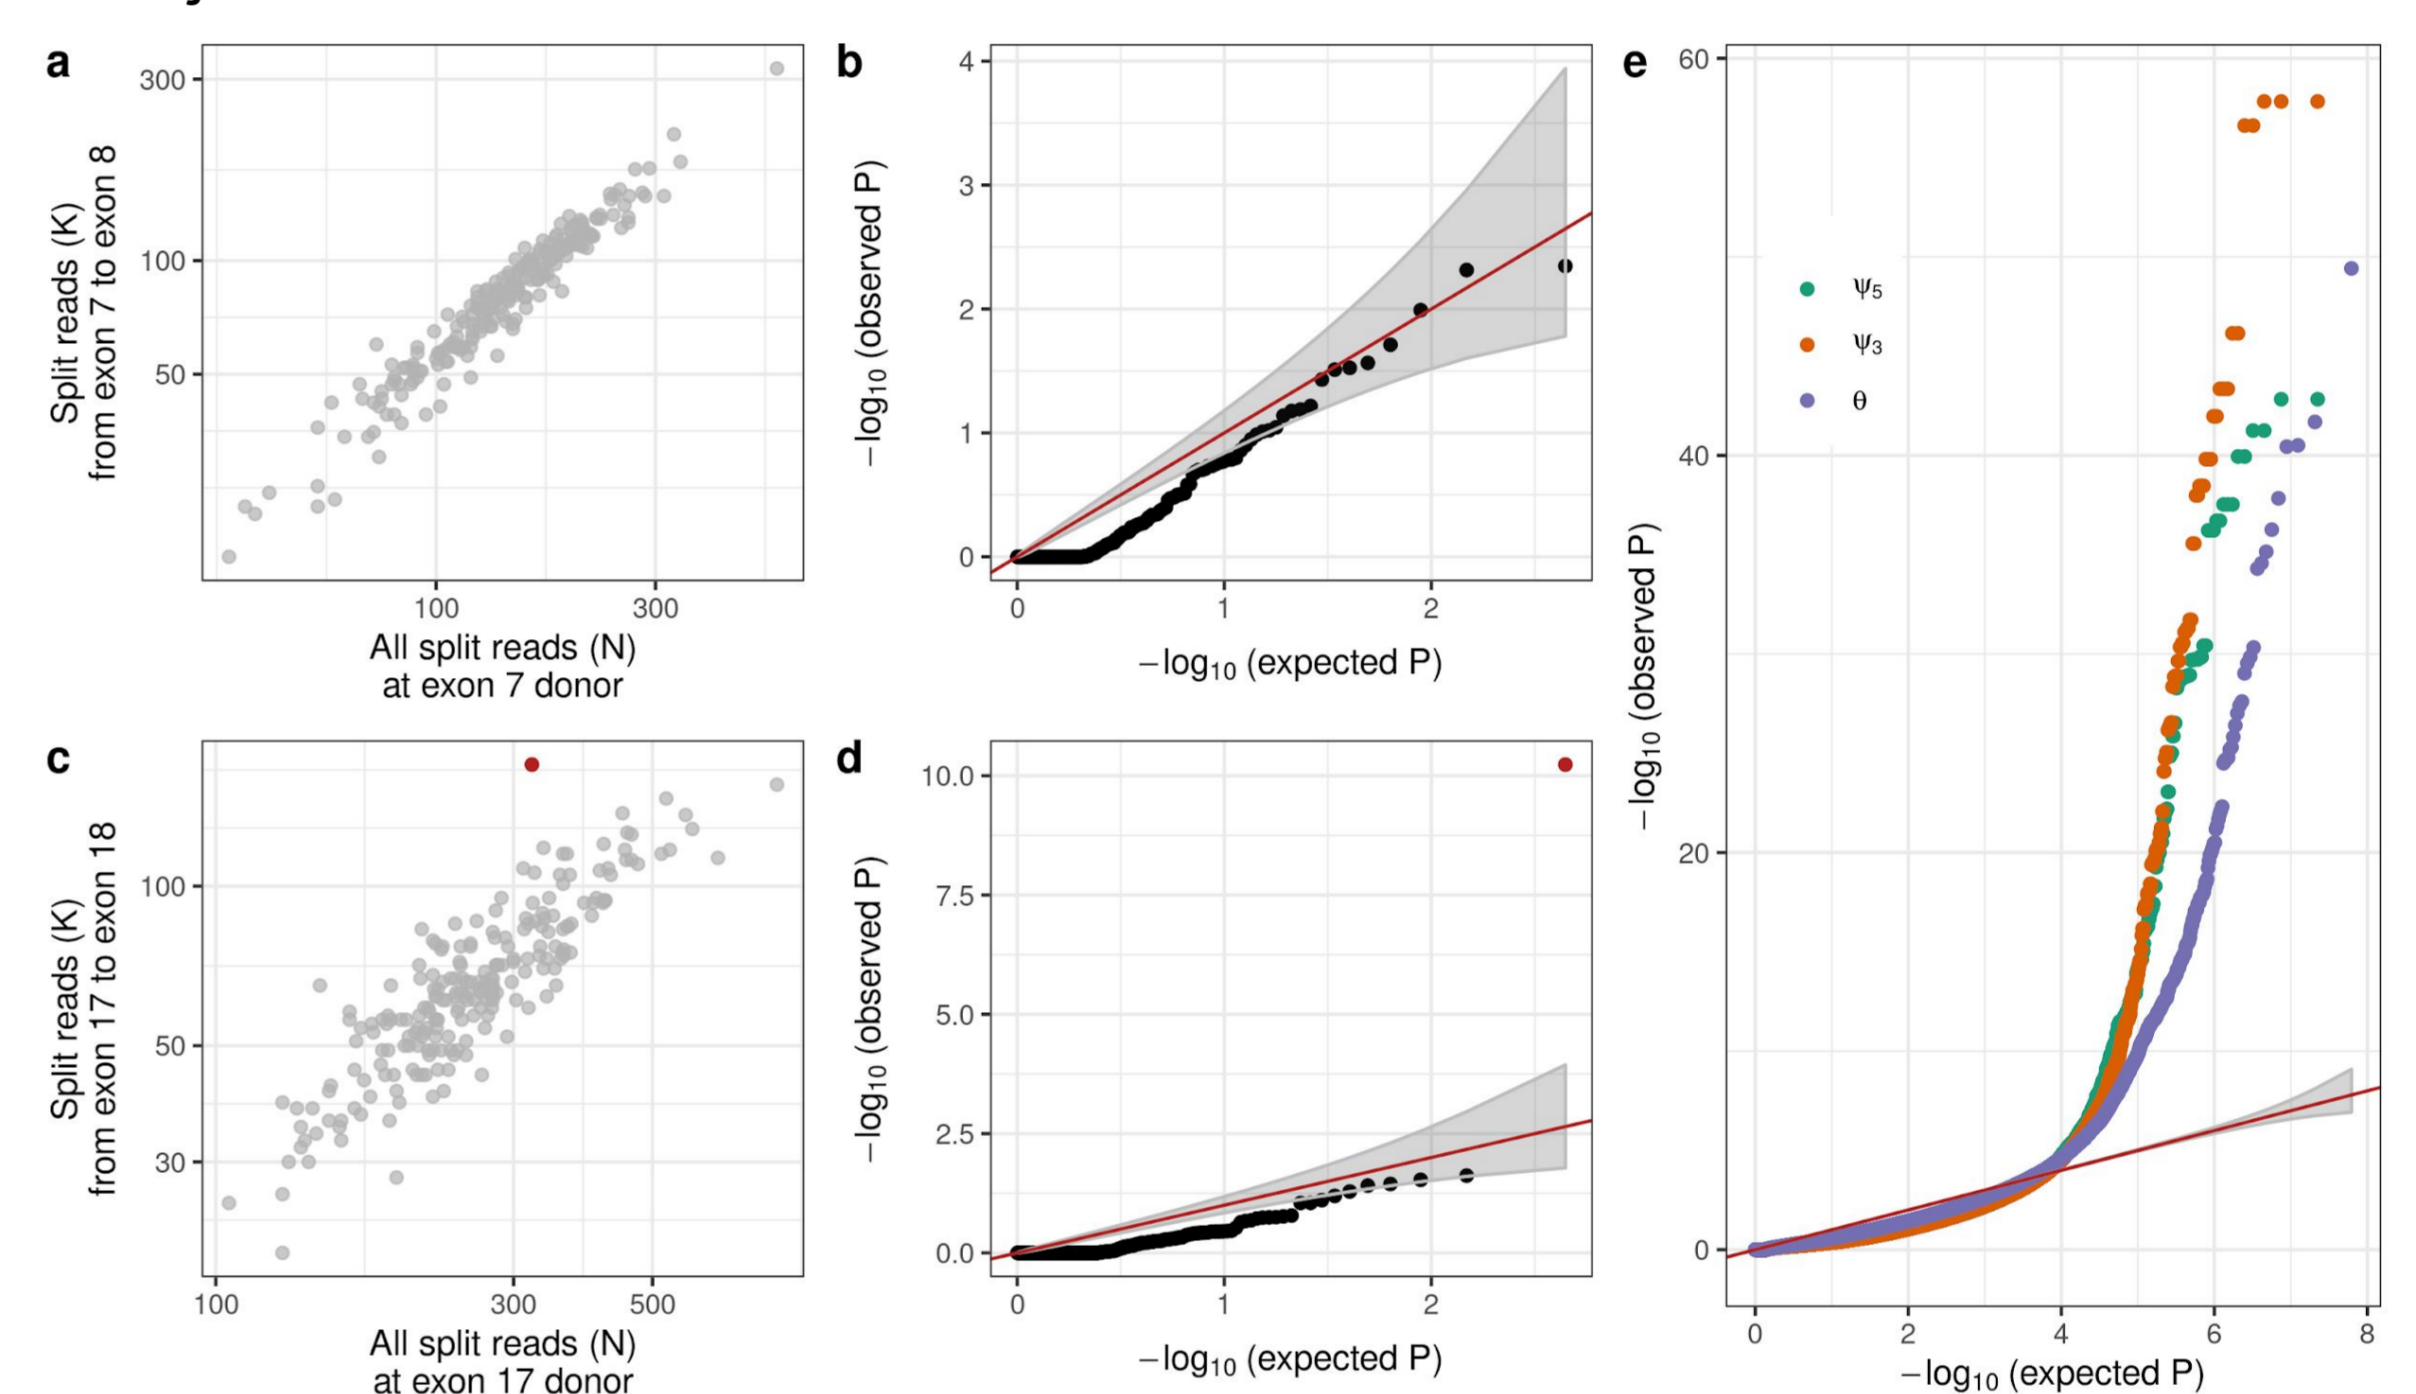 a
300
100
50
Split reads (K)
from exon 7 to exon 8
100
300
All split reads (N)
at exon 7 donor
b
4
3
2
1
0
−log₁₀ (observed P)
0
1
2
−log₁₀ (expected P)
c
100
50
30
Split reads (K)
from exon 17 to exon 18
100
300
500
All split reads (N)
at exon 17 donor
d
10.0
7.5
5.0
2.5
0.0
−log₁₀ (observed P)
0
1
2
−log₁₀ (expected P)
e
60
40
20
0
−log₁₀ (observed P)
ψ₅
ψ₃
θ
0
2
4
6
8
−log₁₀ (expected P)